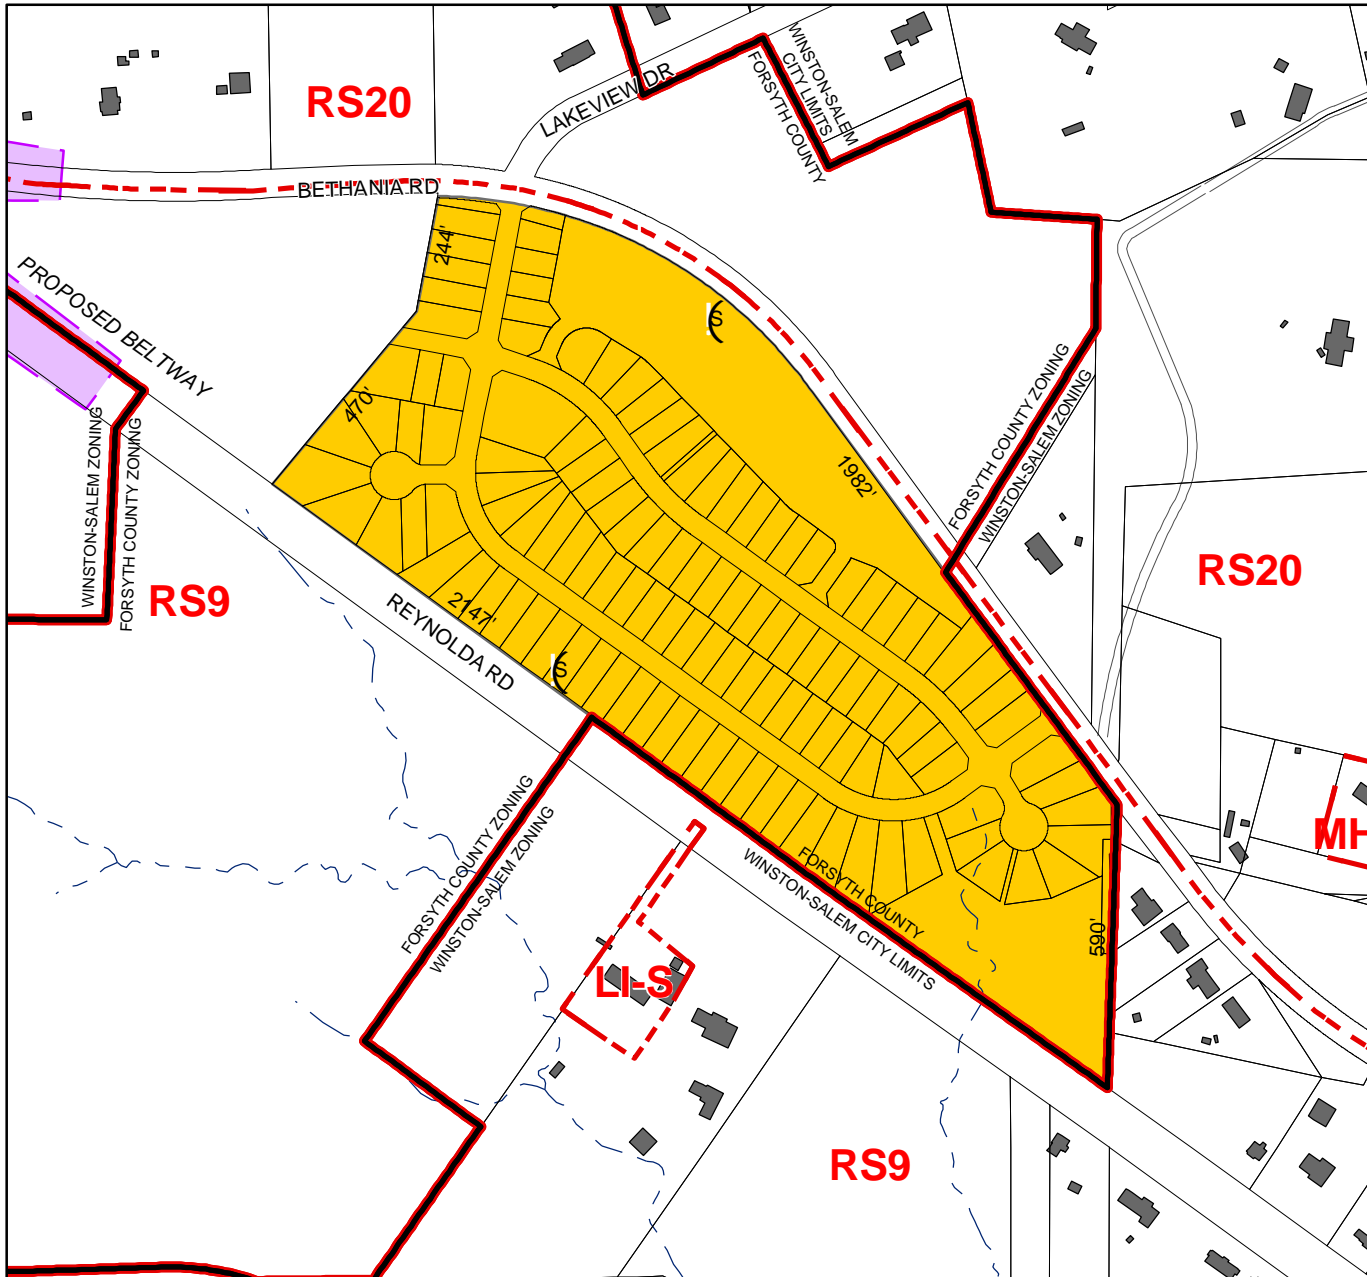 RS20
LAKEVIEW DR
WINSTON-SALEM
CITY LIMITS
FORSYTH COUNTY
BETHANIA RD
244'
PROPOSED BELTWAY
S
470'
1982'
FORSYTH COUNTY ZONING
WINSTON-SALEM ZONING
WINSTON-SALEM ZONING
FORSYTH COUNTY ZONING
RS9
RS20
2147'
REYNOLDA RD
S
FORSYTH COUNTY ZONING
WINSTON-SALEM ZONING
MH
FORSYTH COUNTY
WINSTON-SALEM CITY LIMITS
590'
LI-S
RS9